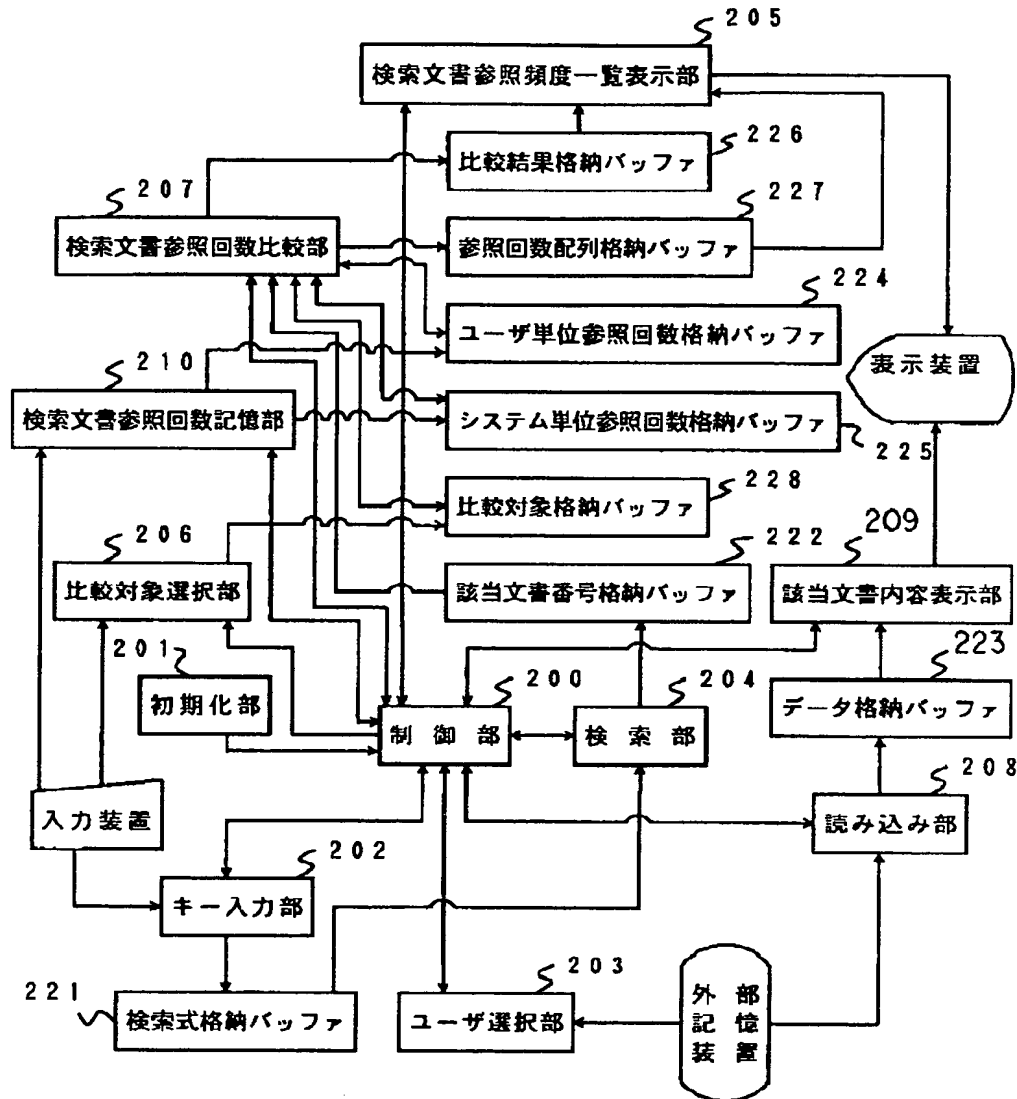 205
検索文書参照頻度一覧表示部
226
比較結果格納バッファ
207
227
検索文書参照回数比較部
参照回数配列格納バッファ
224
ユーザ単位参照回数格納バッファ
表示装置
210
検索文書参照回数記憶部
システム単位参照回数格納バッファ
225
228
比較対象格納バッファ
206
222
209
比較対象選択部
該当文書番号格納バッファ
該当文書内容表示部
201
223
初期化部
200
204
データ格納バッファ
制御部
検索部
208
入力装置
読み込み部
202
キー入力部
203
221
検索式格納バッファ
ユーザ選択部
外部
記憶
装置